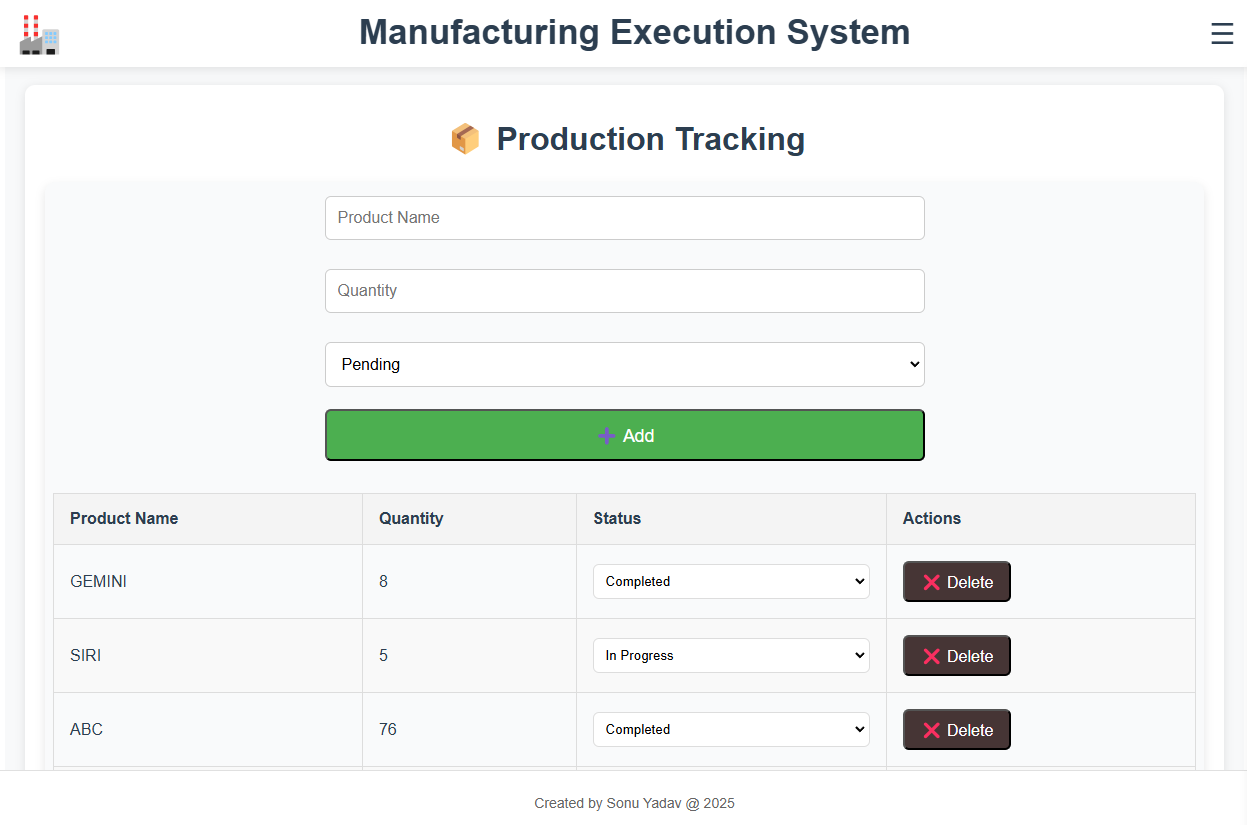 Manufacturing Execution System
☰
📦 Production Tracking
Product Name
Quantity
Pending
➕ Add
Product Name Quantity Status Actions
GEMINI 8 Completed ❌ Delete
SIRI 5 In Progress ❌ Delete
ABC 76 Completed ❌ Delete
Created by Sonu Yadav @ 2025